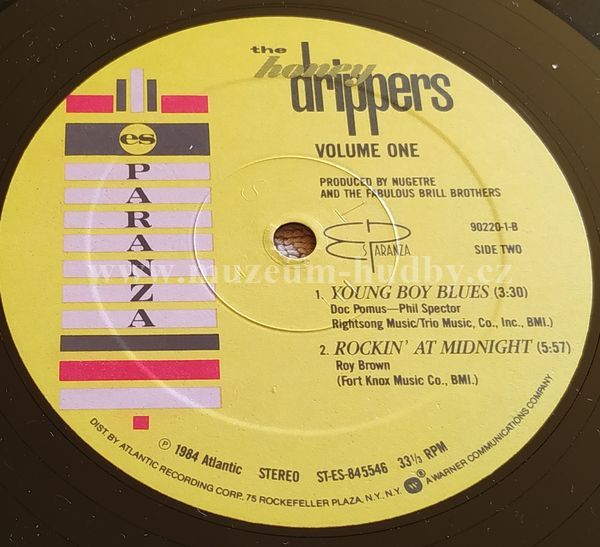 the
honey
drippers
VOLUME ONE
PRODUCED BY NUGETRE
AND THE FABULOUS BRILL BROTHERS
es
PARANZA
ES
PARANZA
90220-1-B
SIDE TWO
www.muzeum-hudby.cz
1. YOUNG BOY BLUES (3:30)
Doc Pomus—Phil Spector
Rightsong Music/Trio Music, Co., Inc., BMI.)
2. ROCKIN' AT MIDNIGHT (5:57)
Roy Brown
(Fort Knox Music Co., BMI.)
℗ 1984 Atlantic STEREO ST-ES-845546 33⅓ RPM
DIST. BY ATLANTIC RECORDING CORP. 75 ROCKEFELLER PLAZA, N.Y. N.Y. W ® A WARNER COMMUNICATIONS COMPANY